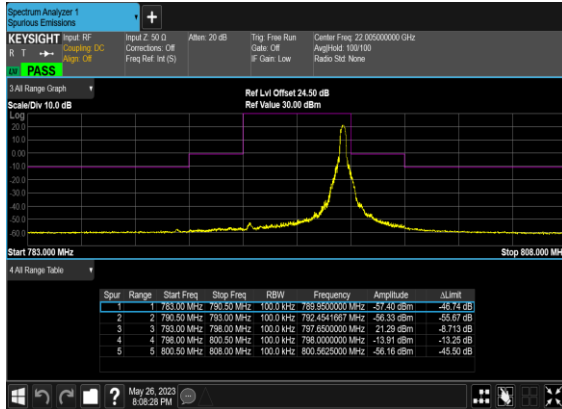 Spectrum Analyzer 1
Spurious Emissions
KEYSIGHT Input: RF Input Z: 50 Ω Atten: 20 dB Trig: Free Run Center Freq: 22.005000000 GHz
R T Coupling: DC Corrections: Off Gate: Off Avg|Hold: 100/100
Align: Off Freq Ref: Int (S) IF Gain: Low Radio Std: None
PASS
3 All Range Graph
Ref Lvl Offset 24.50 dB
Scale/Div 10.0 dB Ref Value 30.00 dBm
Log
20.0
10.0
0.00
-10.0
-20.0
-30.0
-40.0
-50.0
-60.0
Start 783.000 MHz Stop 808.000 MHz
4 All Range Table
Spur Range Start Freq Stop Freq RBW Frequency Amplitude ΔLimit
1 1 783.00 MHz 790.50 MHz 100.0 kHz 789.9500000 MHz -57.40 dBm -46.74 dB
2 2 790.50 MHz 793.00 MHz 100.0 kHz 792.4541667 MHz -56.33 dBm -55.67 dB
3 3 793.00 MHz 798.00 MHz 100.0 kHz 797.6500000 MHz 21.29 dBm -8.713 dB
4 4 798.00 MHz 800.50 MHz 100.0 kHz 798.0000000 MHz -13.91 dBm -13.25 dB
5 5 800.50 MHz 808.00 MHz 100.0 kHz 800.5625000 MHz -56.16 dBm -45.50 dB
May 26, 2023
8:08:28 PM